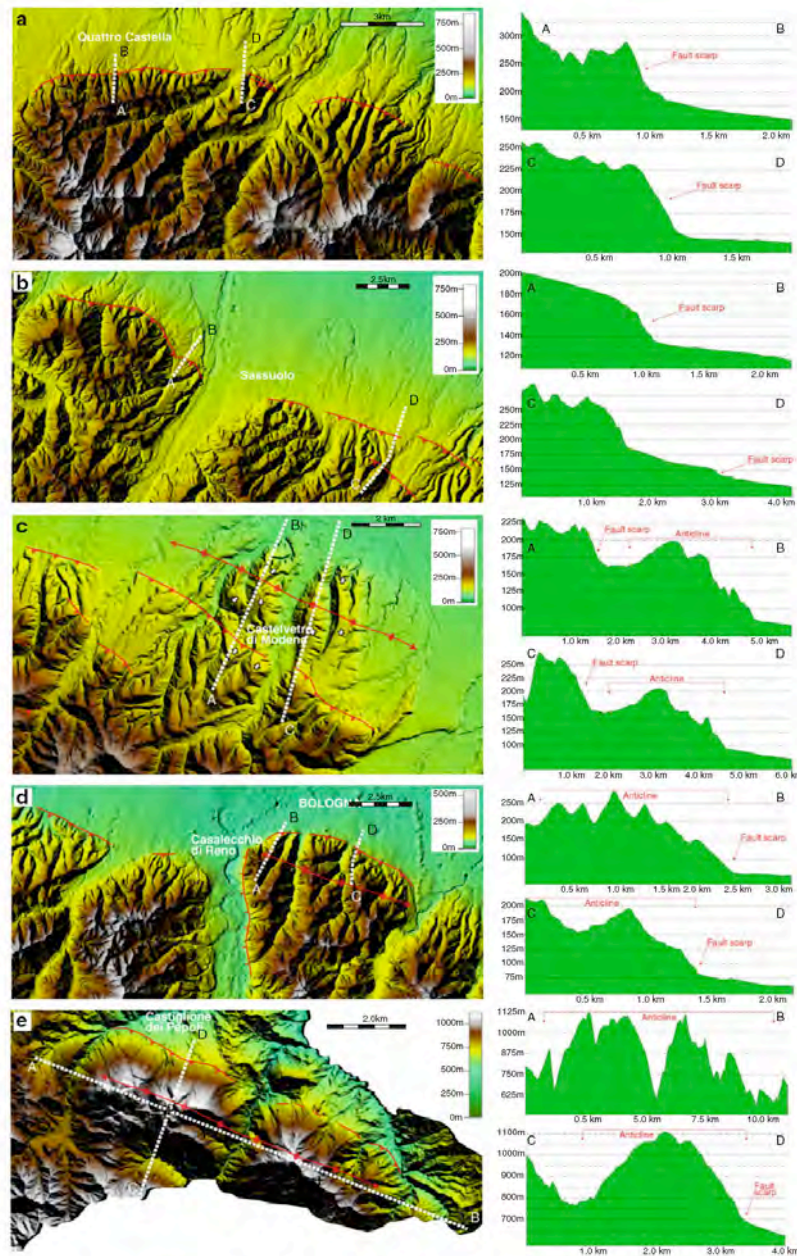 a
Quattro Castella
3km
750m
500m
250m
0m
B
D
A
C
A
B
300m
250m
200m
150m
Fault scarp
0.5 km
1.0 km
1.5 km
2.0 km
C
D
250m
200m
150m
Fault scarp
0.5 km
1.0 km
1.5 km
b
2.5km
750m
500m
250m
0m
Sassuolo
A
B
C
D
A
B
200m
180m
160m
140m
120m
Fault scarp
0.5 km
1.0 km
1.5 km
2.0 km
C
D
250m
225m
200m
175m
150m
125m
Fault scarp
1.0 km
2.0 km
3.0 km
4.0 km
c
2 km
750m
500m
250m
0m
Castelvetro
di Modena
A
B
C
D
225m
200m
175m
150m
100m
A
B
Fault scarp
Anticline
1.0 km
2.0 km
3.0 km
4.0 km
5.0 km
C
D
250m
225m
200m
175m
150m
100m
Fault scarp
Anticline
1.0 km
2.0 km
3.0 km
4.0 km
5.0 km
6.0 k
d
BOLOGN
2.5km
500m
250m
0m
Casalecchio
di Reno
A
B
C
D
A
B
250m
200m
150m
100m
Anticline
Fault scarp
0.5 km
1.0 km
1.5 km
2.0 km
2.5 km
3.0 km
C
D
200m
175m
150m
125m
100m
75m
Anticline
Fault scarp
0.5 km
1.0 km
1.5 km
2.0 km
e
Castiglione
dei Pepoli
2.0km
1000m
750m
500m
250m
0m
A
B
D
A
B
1125m
1000m
875m
750m
625m
Anticline
2.5 km
5.0 km
7.5 km
10.0 km
C
D
1100m
1000m
900m
800m
700m
Anticline
Fault
scarp
1.0 km
2.0 km
3.0 km
4.0 km